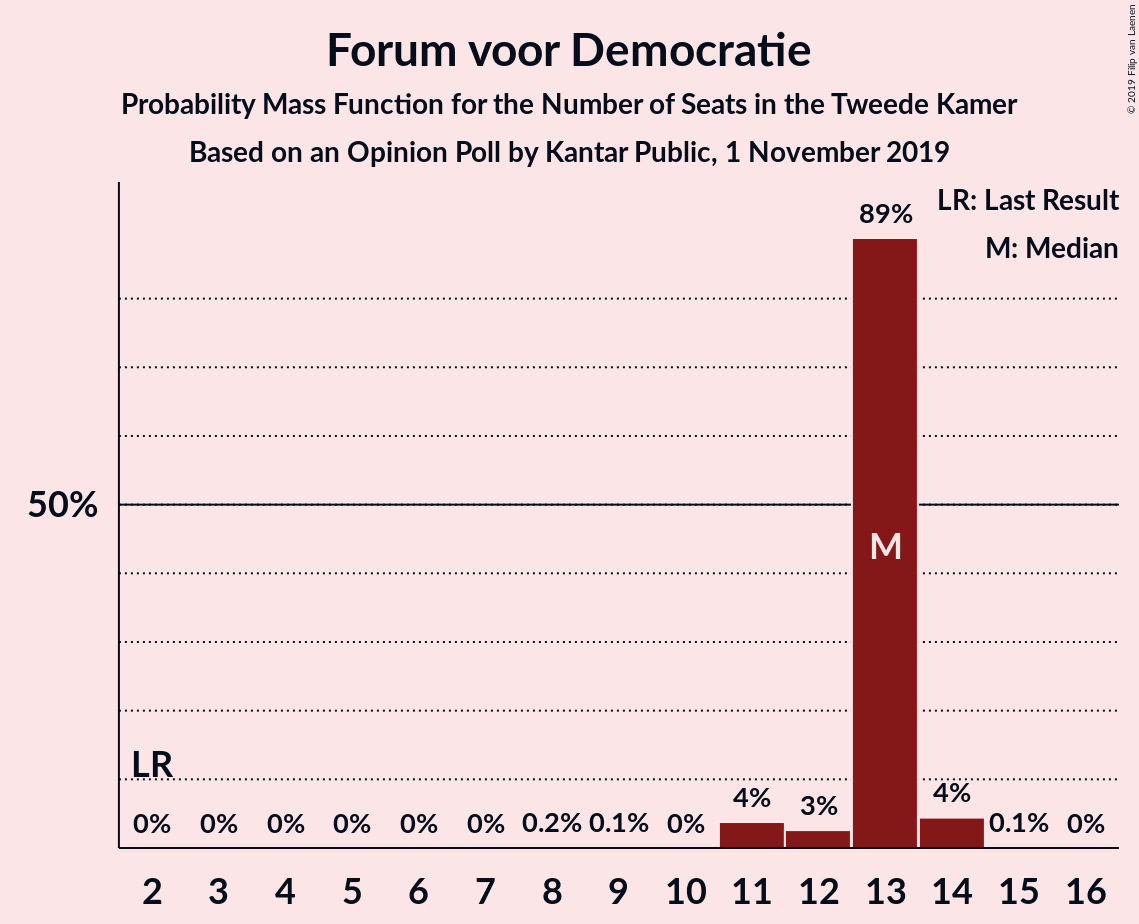 Forum voor Democratie
Probability Mass Function for the Number of Seats in the Tweede Kamer
Based on an Opinion Poll by Kantar Public, 1 November 2019
© 2019 Filip van Laenen
LR: Last Result
M: Median
89%
50%
M
LR
0% 0% 0% 0% 0% 0% 0.2% 0.1% 0% 4% 3% 4% 0.1% 0%
2 3 4 5 6 7 8 9 10 11 12 13 14 15 16